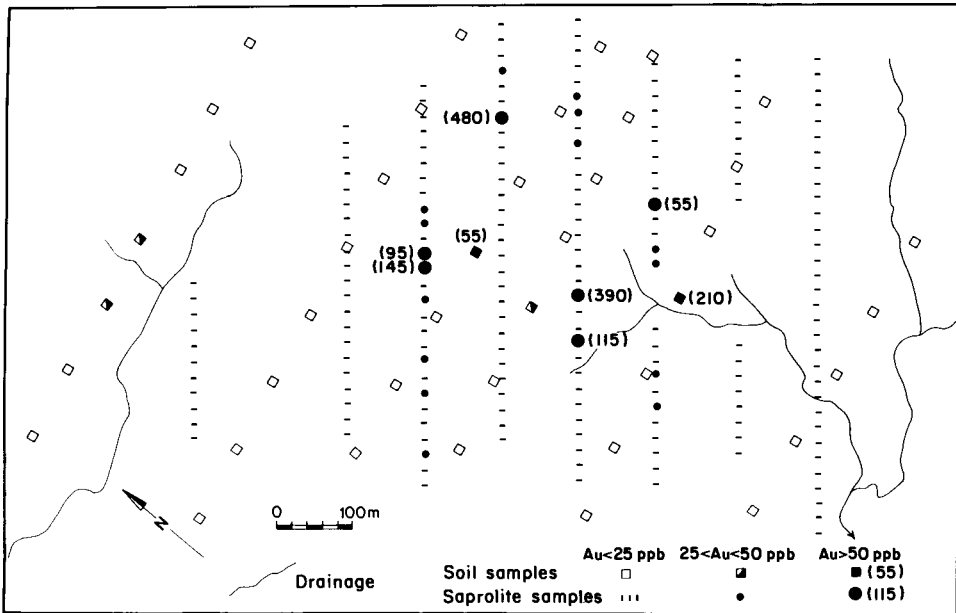 (480)
(55)
(55)
(95)
(145)
(390)
(210)
(115)
N
0 100m
Au<25 ppb 25<Au<50 ppb Au>50 ppb
Soil samples (55)
Saprolite samples (115)
Drainage